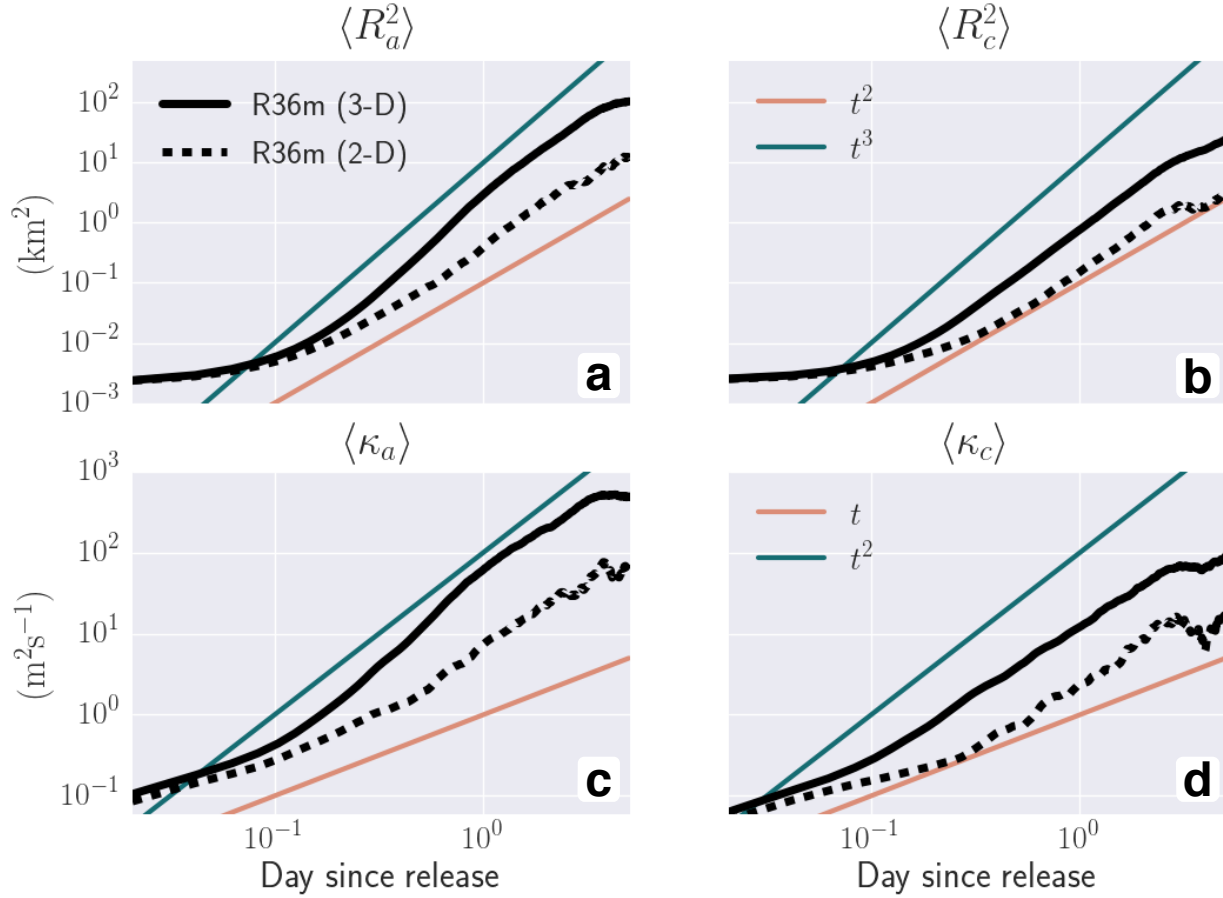 ⟨R_a^2⟩
⟨R_c^2⟩
(km^2)
10^2
10^1
10^0
10^{-1}
10^{-2}
10^{-3}
R36m (3-D)
R36m (2-D)
a
t^2
t^3
b
⟨κ_a⟩
⟨κ_c⟩
(m^2s^{-1})
10^3
10^2
10^1
10^0
10^{-1}
c
t
t^2
d
10^{-1}
10^0
10^{-1}
10^0
Day since release
Day since release